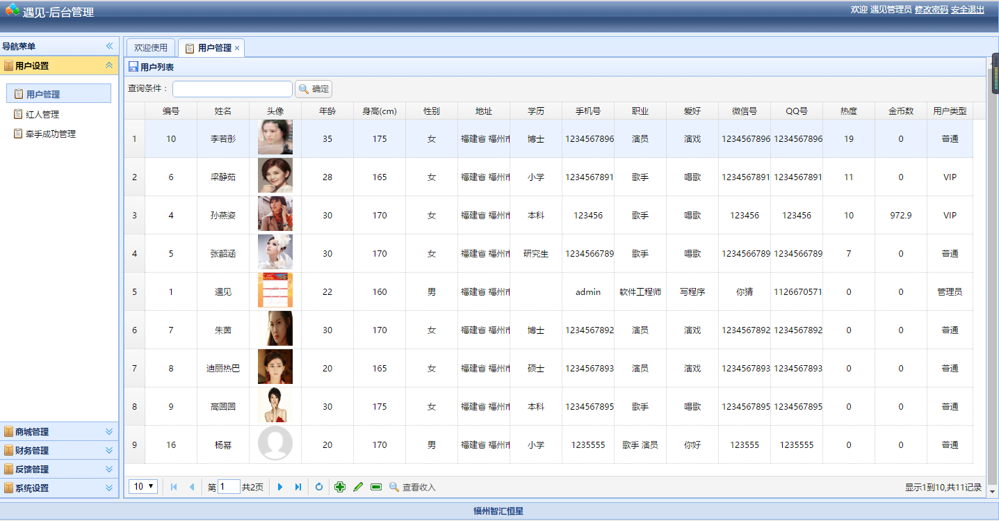 遇见-后台管理
欢迎 遇见管理员 修改密码 安全退出
导航菜单
用户设置
用户管理
红人管理
牵手成功管理
商城管理
财务管理
反馈管理
系统设置
欢迎使用 用户管理
用户列表
查询条件： 确定
编号 姓名 头像 年龄 身高(cm) 性别 地址 学历 手机号 职业 爱好 微信号 QQ号 热度 金币数 用户类型
1 10 李若彤 35 175 女 福建省 福州市 博士 1234567896 演员 演戏 1234567896 1234567896 19 0 普通
2 6 梁静茹 28 165 女 福建省 福州市 小学 1234567891 歌手 唱歌 1234567891 1234567891 11 0 VIP
3 4 孙燕姿 30 170 女 福建省 福州市 本科 123456 歌手 唱歌 123456 123456 10 972.9 VIP
4 5 张韶涵 30 170 女 福建省 福州市 研究生 1234566789 歌手 唱歌 1234566789 1234566789 7 0 普通
5 1 遇见 22 160 男 福建省 福州市 admin 软件工程师 写程序 你猜 1126670571 0 0 管理员
6 7 朱茵 30 170 女 福建省 福州市 博士 1234567892 演员 演戏 1234567892 1234567892 0 0 普通
7 8 迪丽热巴 20 165 女 福建省 福州市 硕士 1234567893 演员 演戏 1234567893 1234567893 0 0 普通
8 9 高圆圆 30 175 女 福建省 福州市 本科 1234567895 歌手 唱歌 1234567895 1234567895 0 0 普通
9 16 杨幂 20 170 男 福建省 福州市 小学 1235555 歌手 演员 你好 123555 1235555 0 0 普通
10 第 1 共2页 查看收入 显示1到10,共11记录
福州智汇恒星